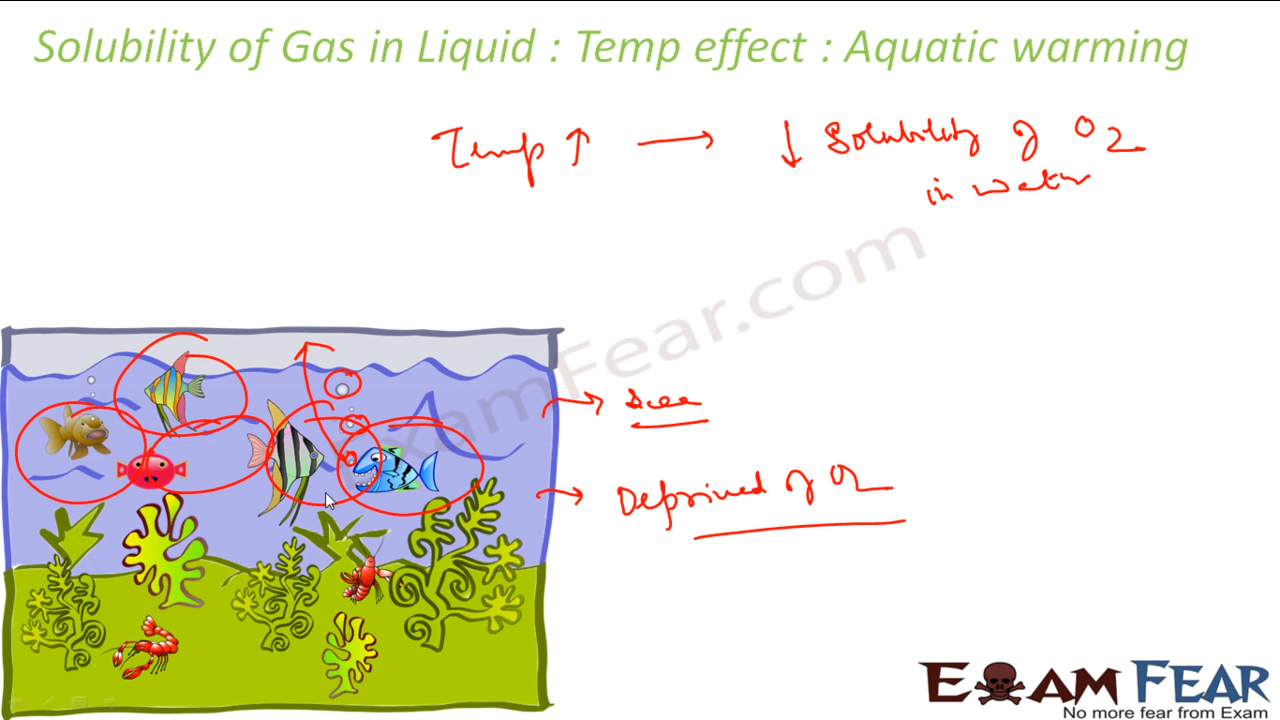 Solubility of Gas in Liquid : Temp effect : Aquatic warming
Temp ↑ → ↓ Solubility of O2
in water
ExamFear.com
→
→ Deprived of O2
EXAM FEAR
No more fear from Exam